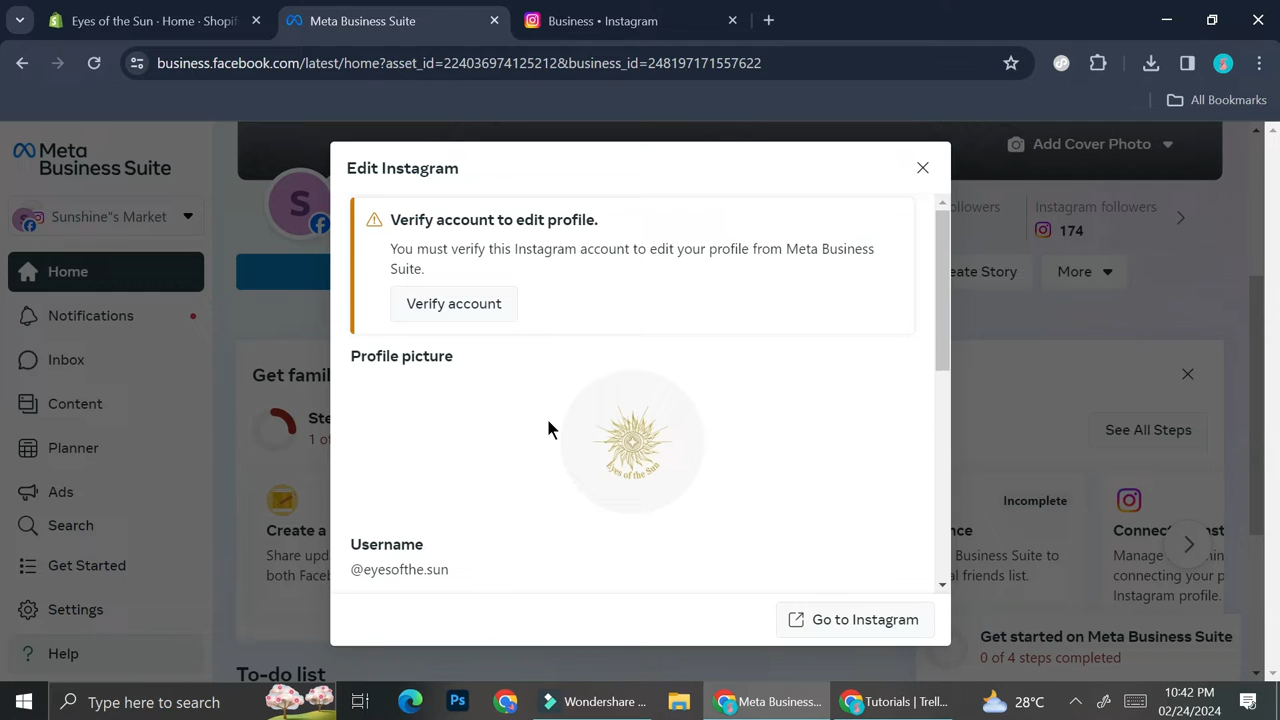 Eyes of the Sun · Home · Shopif
Meta Business Suite
Business • Instagram
business.facebook.com/latest/home?asset_id=224036974125212&business_id=248197171557622
All Bookmarks
Meta
Business Suite
Sunshine"s Market
Home
Notifications
Inbox
Content
Planner
Ads
Search
Get Started
Settings
Help
Add Cover Photo
S
S
ollowers
Instagram followers
174
eate Story
More
Get fami
Ste
1 o
See All Steps
Create a
Share upd
both Face
Incomplete
nce
Business Suite to
al friends list.
Connec
Manage
connecting your p
Instagram profile.
Get started on Meta Business Suite
0 of 4 steps completed
To-do list
Edit Instagram
Verify account to edit profile.
You must verify this Instagram account to edit your profile from Meta Business
Suite.
Verify account
Profile picture
Eyes of the Sun
Username
@eyesofthe.sun
Go to Instagram
Type here to search
Ps
Wondershare ...
Meta Business...
Tutorials | Trell...
28°C
10:42 PM
02/24/2024